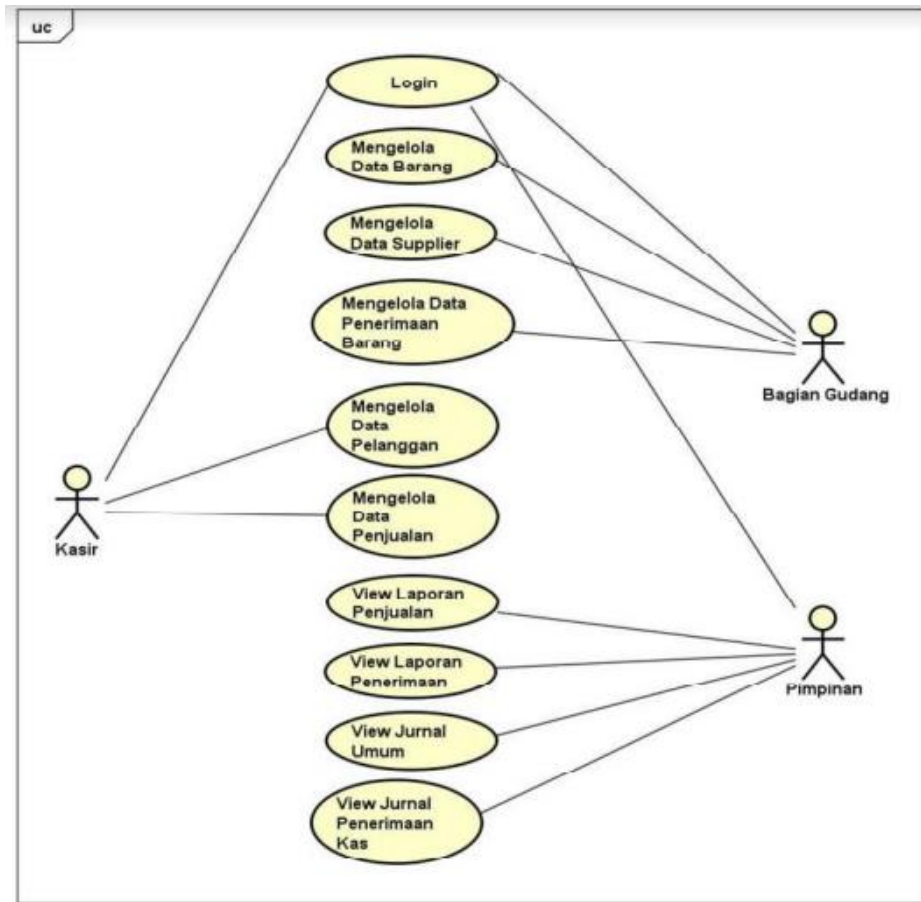 uc
Login
Mengelola
Data Barang
Mengelola
Data Supplier
Mengelola Data
Penerimaan
Barang
Bagian Gudang
Mengelola
Data
Pelanggan
Kasir
Mengelola
Data
Penjualan
View Laporan
Penjualan
View Laporan
Penerimaan
Pimpinan
View Jurnal
Umum
View Jurnal
Penerimaan
Kas